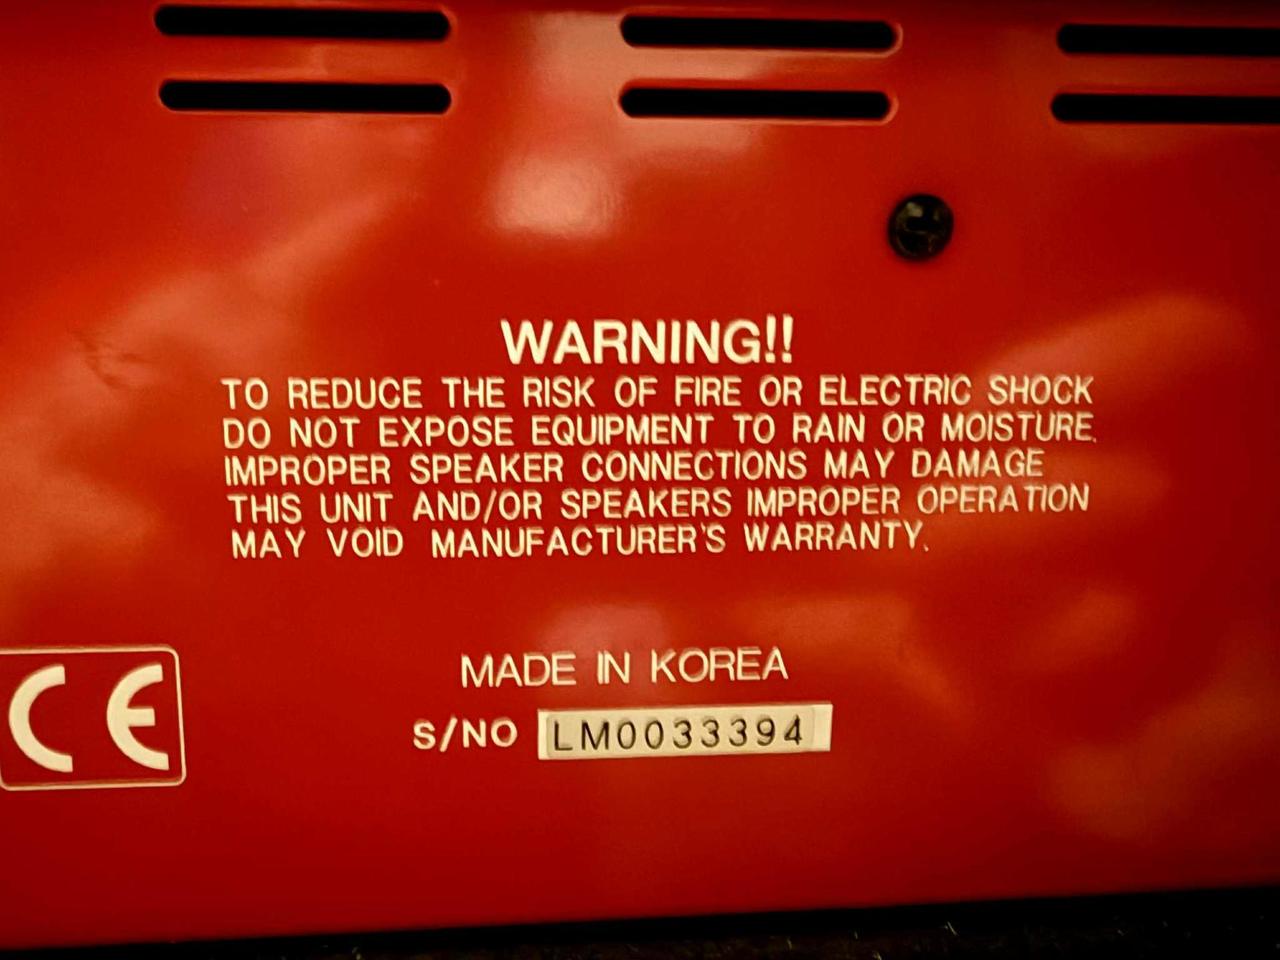 WARNING!!
TO REDUCE THE RISK OF FIRE OR ELECTRIC SHOCK
DO NOT EXPOSE EQUIPMENT TO RAIN OR MOISTURE.
IMPROPER SPEAKER CONNECTIONS MAY DAMAGE
THIS UNIT AND/OR SPEAKERS IMPROPER OPERATION
MAY VOID MANUFACTURER'S WARRANTY.
MADE IN KOREA
CE
S/NO LM0033394